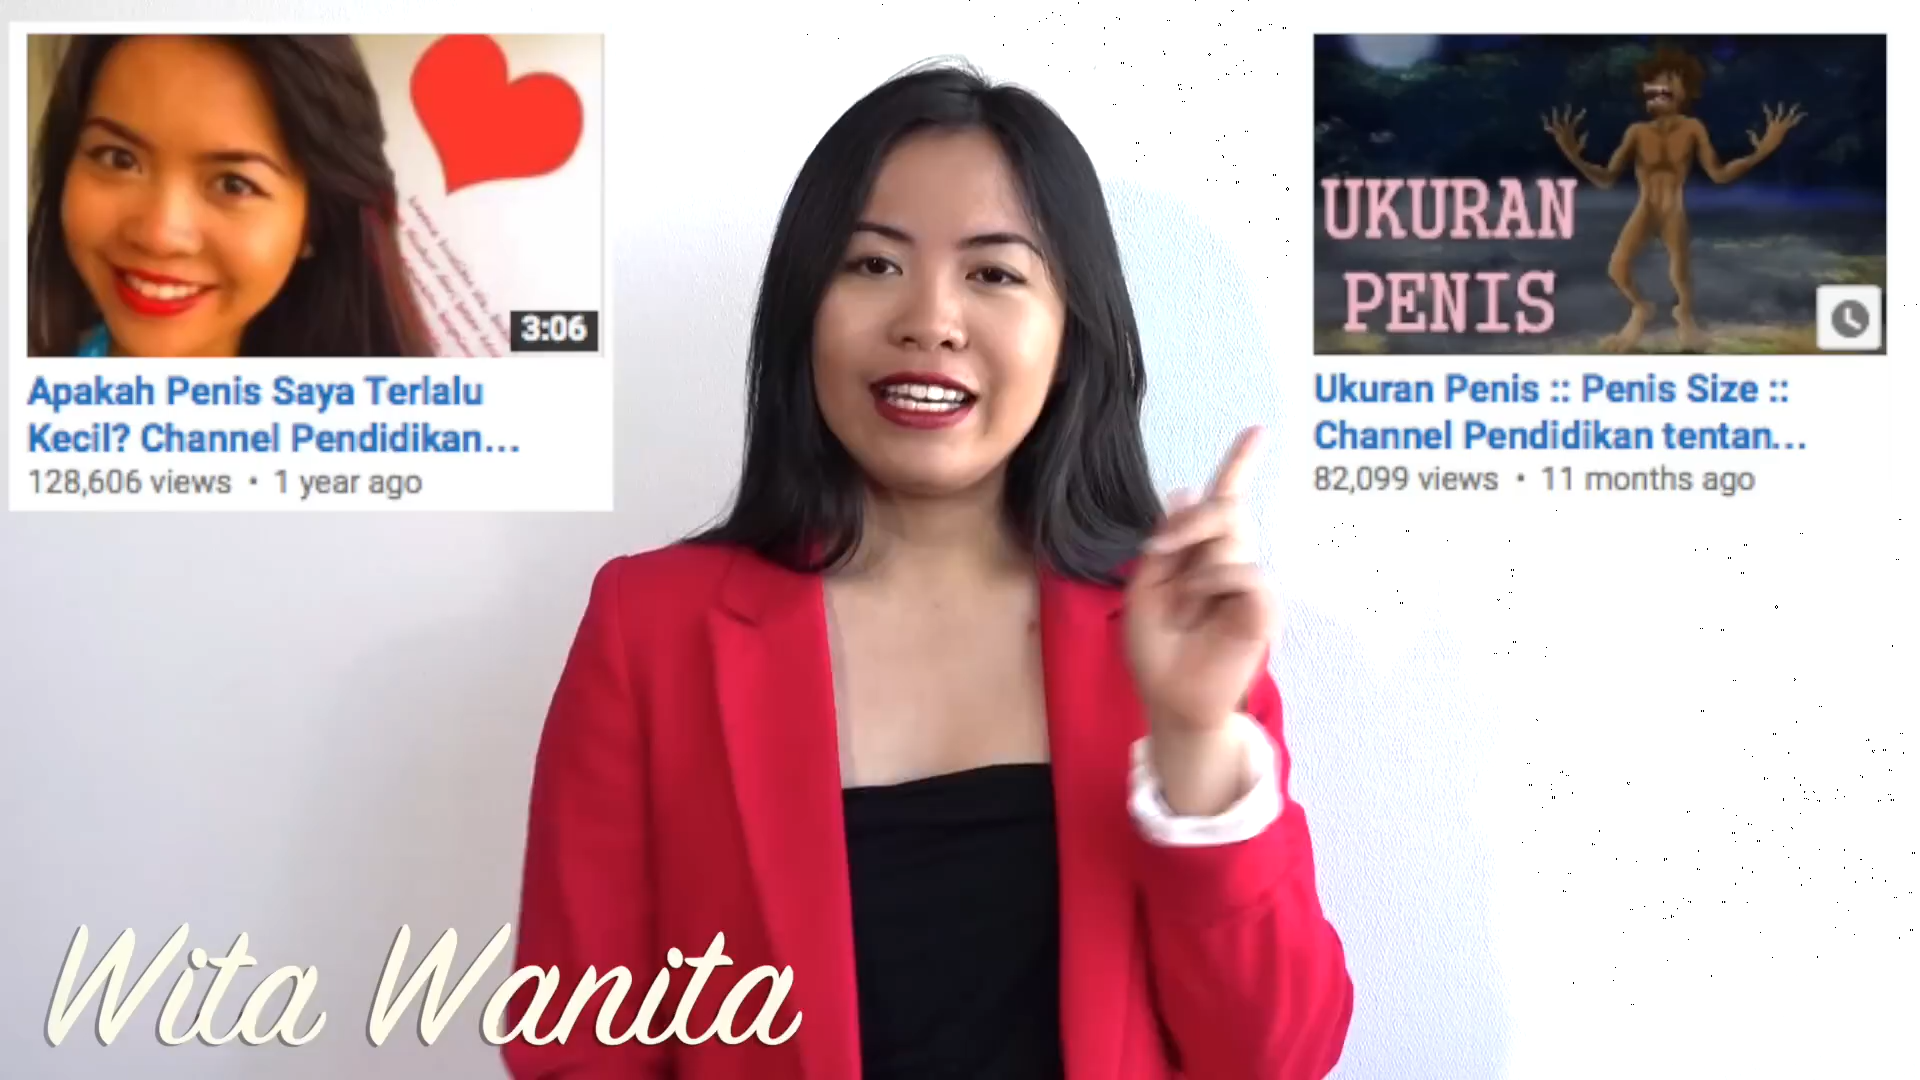 3:06
Apakah Penis Saya Terlalu
Kecil? Channel Pendidikan...
128,606 views • 1 year ago
UKURAN
PENIS
Ukuran Penis :: Penis Size ::
Channel Pendidikan tentan...
82,099 views • 11 months ago
Wita Wanita